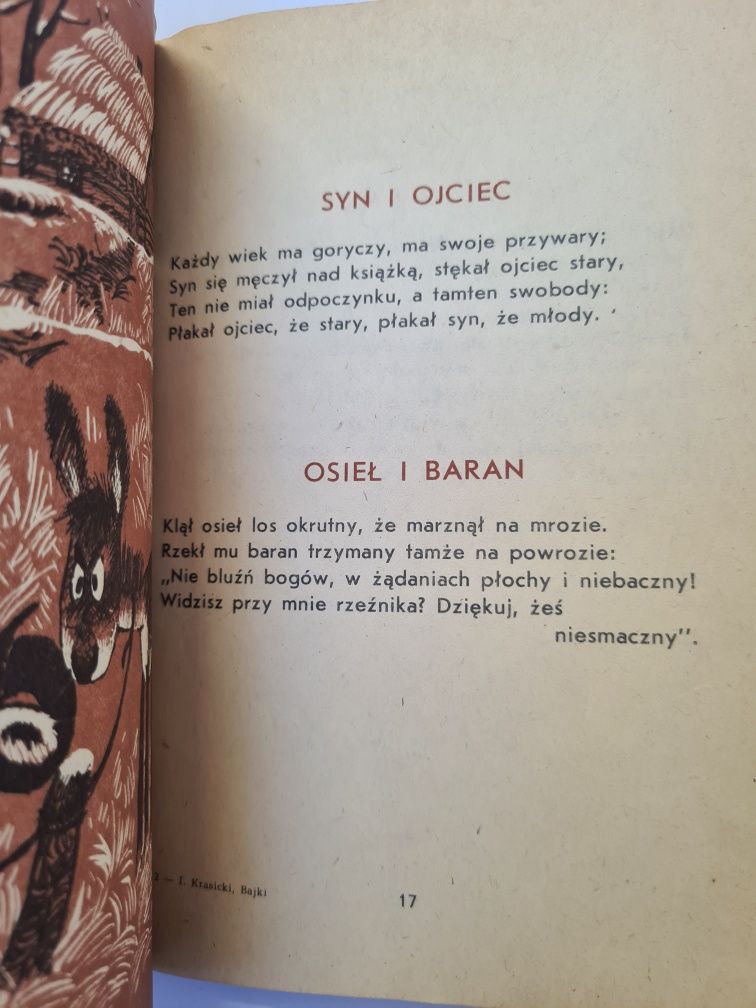 SYN I OJCIEC
Każdy wiek ma goryczy, ma swoje przywary;
Syn się męczył nad książką, stękał ojciec stary,
Ten nie miał odpoczynku, a tamten swobody:
Płakał ojciec, że stary, płakał syn, że młody.
OSIEŁ I BARAN
Klął osieł los okrutny, że marznął na mrozie.
Rzekł mu baran trzymany tamże na powrozie:
„Nie bluźń bogów, w żądaniach płochy i niebaczny!
Widzisz przy mnie rzeźnika? Dziękuj, żeś
niesmaczny”.
2 — I. Krasicki, Bajki
17